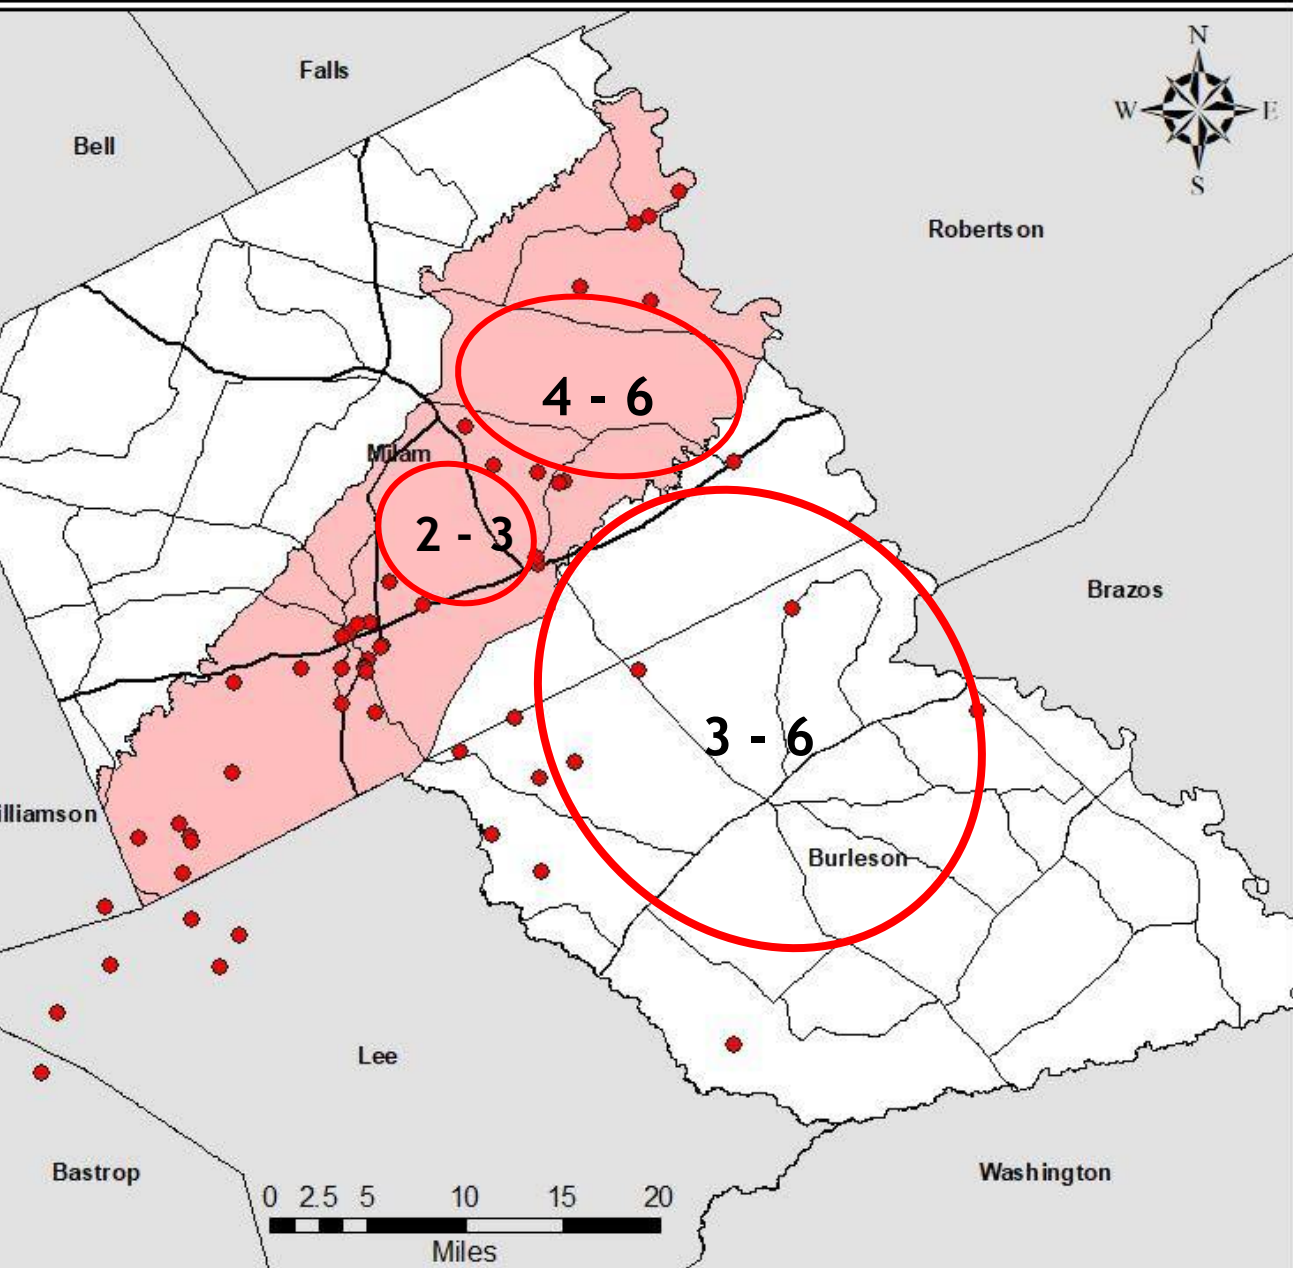 N
Falls
W
E
Bell
S
Robertson
4 - 6
Milam
2 - 3
Brazos
3 - 6
illiamson
Burleson
Lee
Bastrop
Washington
0 2.5 5 10 15 20
Miles